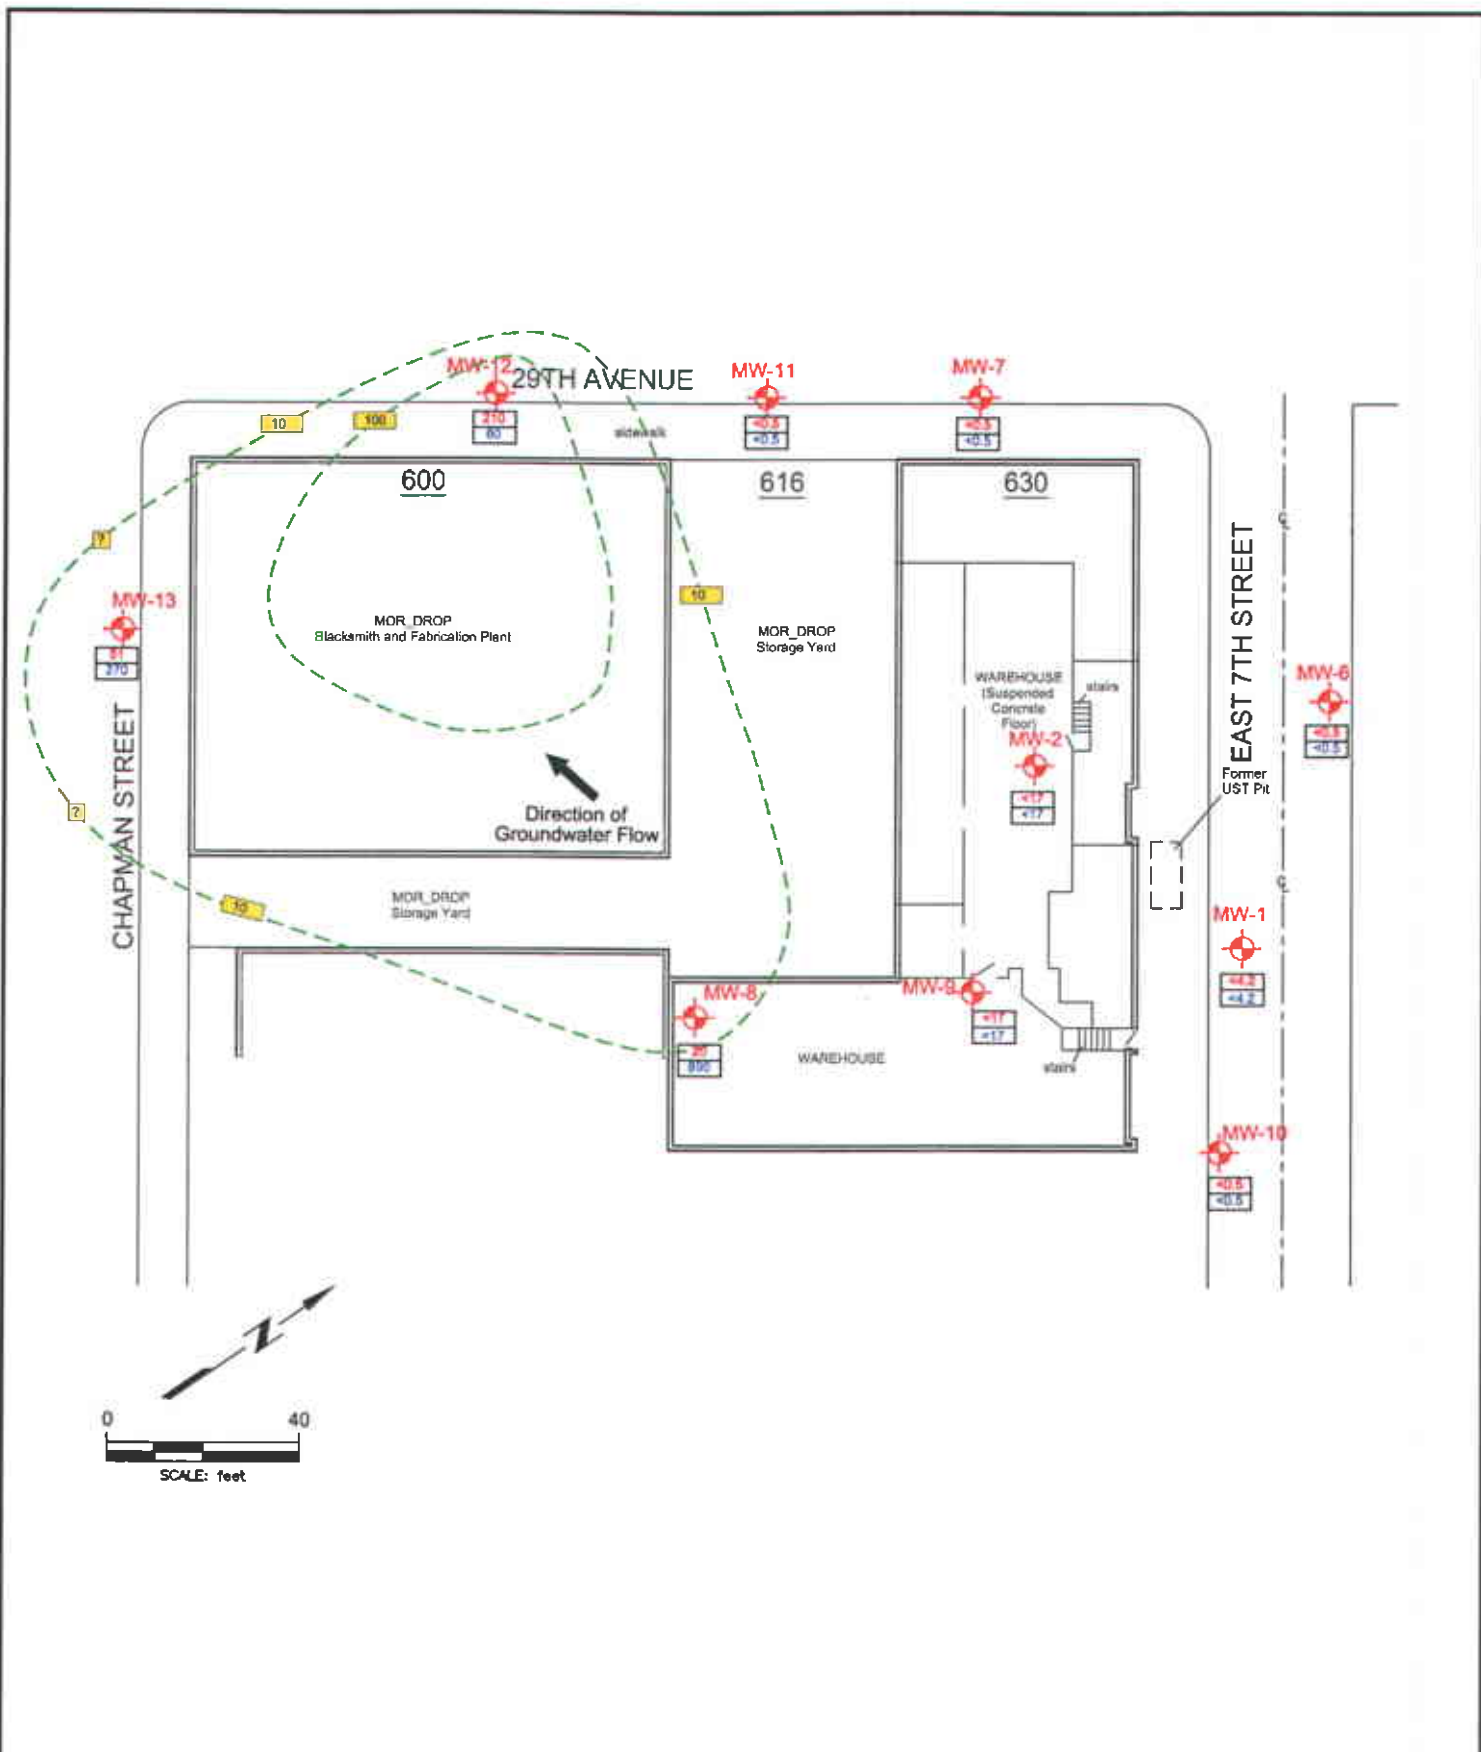 MW-12
29TH AVENUE
MW-11
MW-7
10
100
210
60
sidewalk
<0.5
<0.5
<0.5
<0.5
600
616
630
?
MW-13
51
270
MOR_DROP
Blacksmith and Fabrication Plant
10
MOR_DROP
Storage Yard
WAREHOUSE
(Suspended
Concrete
Floor)
stairs
MW-2
<17
<17
EAST 7TH STREET
MW-6
<0.5
<0.5
Former
UST Pit
CHAPMAN STREET
?
Direction of
Groundwater Flow
10
MOR_DROP
Storage Yard
MW-1
<4.2
<4.2
MW-8
20
890
MW-9
<17
<17
WAREHOUSE
stairs
MW-10
<0.5
<0.5
Z
0 40
SCALE: feet